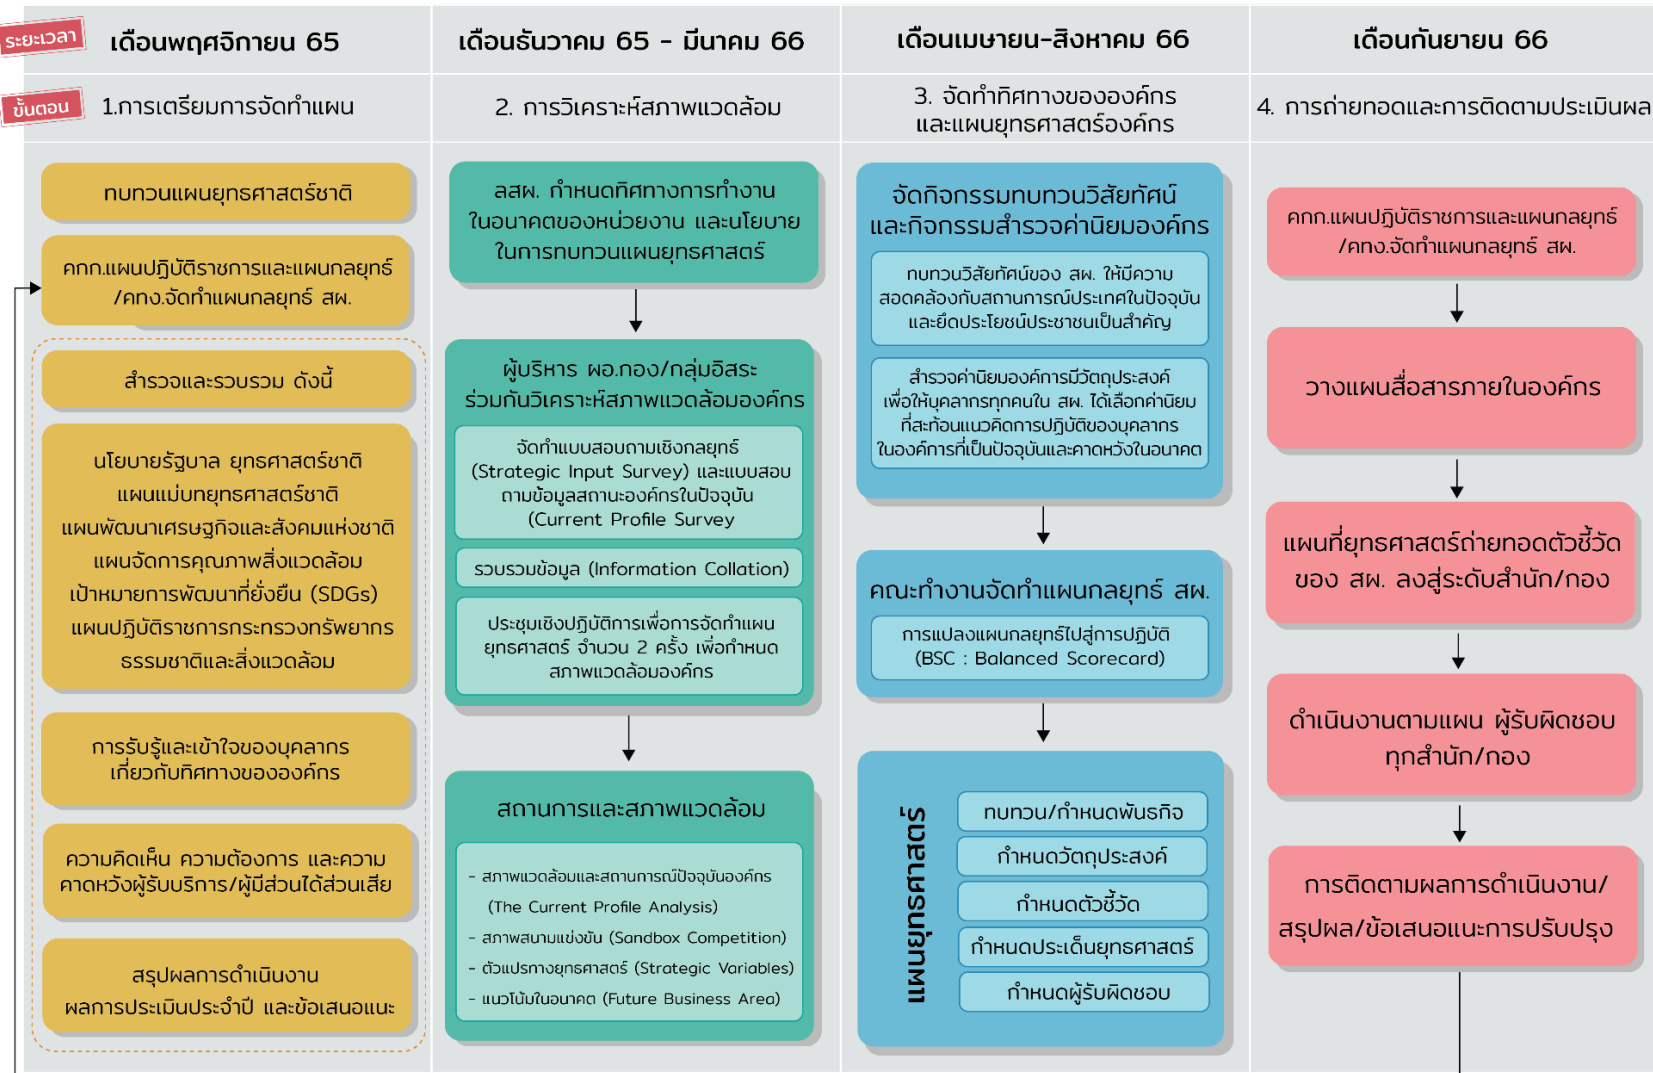 ระยะเวลา
เดือนพฤศจิกายน 65
เดือนธันวาคม 65 - มีนาคม 66
เดือนเมษายน-สิงหาคม 66
เดือนกันยายน 66
ขั้นตอน
1.การเตรียมการจัดทำแผน
2. การวิเคราะห์สภาพแวดล้อม
3. จัดทำทิศทางขององค์กร
และแผนยุทธศาสตร์องค์กร
4. การถ่ายทอดและการติดตามประเมินผล
ทบทวนแผนยุทธศาสตร์ชาติ
คกก.แผนปฏิบัติราชการและแผนกลยุทธ์
/คทง.จัดทำแผนกลยุทธ์ สผ.
สำรวจและรวบรวม ดังนี้
นโยบายรัฐบาล ยุทธศาสตร์ชาติ
แผนแม่บทยุทธศาสตร์ชาติ
แผนพัฒนาเศรษฐกิจและสังคมแห่งชาติ
แผนจัดการคุณภาพสิ่งแวดล้อม
เป้าหมายการพัฒนาที่ยั่งยืน (SDGs)
แผนปฏิบัติราชการกระทรวงทรัพยากร
ธรรมชาติและสิ่งแวดล้อม
การรับรู้และเข้าใจของบุคลากร
เกี่ยวกับทิศทางขององค์กร
ความคิดเห็น ความต้องการ และความ
คาดหวังผู้รับบริการ/ผู้มีส่วนได้ส่วนเสีย
สรุปผลการดำเนินงาน
ผลการประเมินประจำปี และข้อเสนอแนะ
ลสผ. กำหนดทิศทางการทำงาน
ในอนาคตของหน่วยงาน และนโยบาย
ในการทบทวนแผนยุทธศาสตร์
ผู้บริหาร ผอ.กอง/กลุ่มอิสระ
ร่วมกันวิเคราะห์สภาพแวดล้อมองค์กร
จัดทำแบบสอบถามเชิงกลยุทธ์
(Strategic Input Survey) และแบบสอบ
ถามข้อมูลสถานะองค์กรในปัจจุบัน
(Current Profile Survey
รวบรวมข้อมูล (Information Collation)
ประชุมเชิงปฏิบัติการเพื่อการจัดทำแผน
ยุทธศาสตร์ จำนวน 2 ครั้ง เพื่อกำหนด
สภาพแวดล้อมองค์กร
สถานการและสภาพแวดล้อม
- สภาพแวดล้อมและสถานการณ์ปัจจุบันองค์กร
(The Current Profile Analysis)
- สภาพสนามแข่งขัน (Sandbox Competition)
- ตัวแปรทางยุทธศาสตร์ (Strategic Variables)
- แนวโน้มในอนาคต (Future Business Area)
จัดกิจกรรมทบทวนวิสัยทัศน์
และกิจกรรมสำรวจค่านิยมองค์กร
ทบทวนวิสัยทัศน์ของ สผ. ให้มีความ
สอดคล้องกับสถานการณ์ประเทศในปัจจุบัน
และยึดประโยชน์ประชาชนเป็นสำคัญ
สำรวจค่านิยมองค์การมีวัตถุประสงค์
เพื่อให้บุคลากรทุกคนใน สผ. ได้เลือกค่านิยม
ที่สะท้อนแนวคิดการปฏิบัติของบุคลากร
ในองค์การที่เป็นปัจจุบันและคาดหวังในอนาคต
คณะทำงานจัดทำแผนกลยุทธ์ สผ.
การแปลงแผนกลยุทธ์ไปสู่การปฏิบัติ
(BSC : Balanced Scorecard)
แผนยุทธศาสตร์
ทบทวน/กำหนดพันธกิจ
กำหนดวัตถุประสงค์
กำหนดตัวชี้วัด
กำหนดประเด็นยุทธศาสตร์
กำหนดผู้รับผิดชอบ
คกก.แผนปฏิบัติราชการและแผนกลยุทธ์
/คทง.จัดทำแผนกลยุทธ์ สผ.
วางแผนสื่อสารภายในองค์กร
แผนที่ยุทธศาสตร์ถ่ายทอดตัวชี้วัด
ของ สผ. ลงสู่ระดับสำนัก/กอง
ดำเนินงานตามแผน ผู้รับผิดชอบ
ทุกสำนัก/กอง
การติดตามผลการดำเนินงาน/
สรุปผล/ข้อเสนอแนะการปรับปรุง